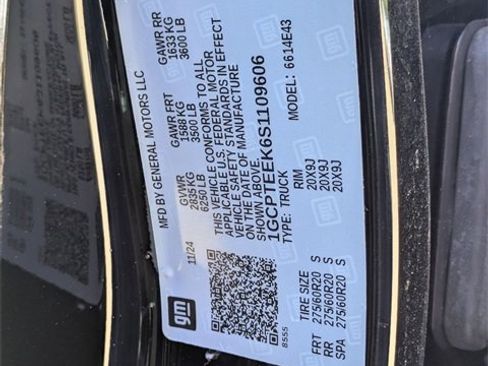 MFD BY GENERAL MOTORS LLC
11/24
GVWR
2835 KG
6250 LB
GAWR FRT
1588 KG
3500 LB
GAWR RR
1633 KG
3600 LB
THIS VEHICLE CONFORMS TO ALL
APPLICABLE U.S. FEDERAL MOTOR
VEHICLE SAFETY STANDARDS IN EFFECT
ON THE DATE OF MANUFACTURE
SHOWN ABOVE.
1GCPTEEK6S1109606
TYPE: TRUCK
MODEL: 6614E43
gm
8555
TIRE SIZE RIM
FRT 275/60R20 S 20X9J
RR 275/60R20 S 20X9J
SPA 275/60R20 S 20X9J